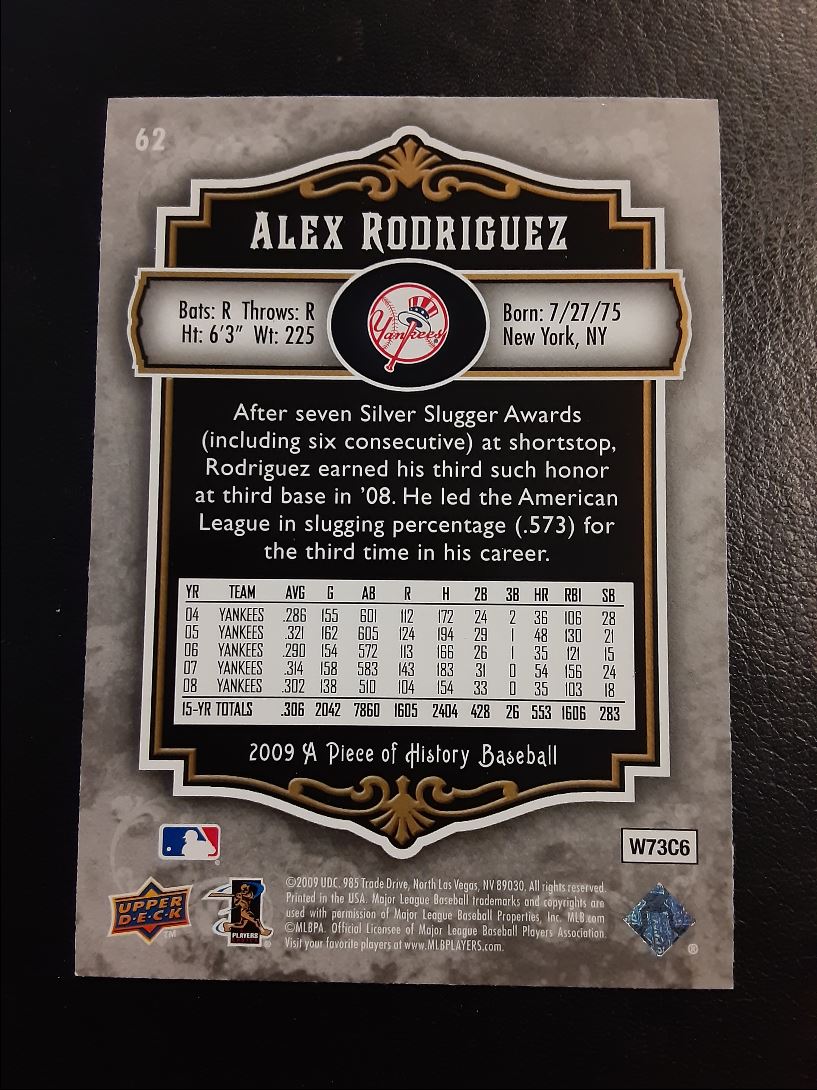 62
ALEX RODRIGUEZ
Bats: R Throws: R
Ht: 6'3" Wt: 225
Yankees
Born: 7/27/75
New York, NY
After seven Silver Slugger Awards
(including six consecutive) at shortstop,
Rodriguez earned his third such honor
at third base in '08. He led the American
League in slugging percentage (.573) for
the third time in his career.
YR TEAM AVG G AB R H 2B 3B HR RBI SB
04 YANKEES .286 155 601 112 172 24 2 36 106 28
05 YANKEES .321 162 605 124 194 29 1 48 130 21
06 YANKEES .290 154 572 113 166 26 1 35 121 15
07 YANKEES .314 158 583 143 183 31 0 54 156 24
08 YANKEES .302 138 510 104 154 33 0 35 103 18
15-YR TOTALS .306 2042 7860 1605 2404 428 26 553 1606 283
2009 A Piece of History Baseball
W73C6
UPPER
D·E·C·K
TM
PLAYERS
®
©2009 UDC. 985 Trade Drive, North Las Vegas, NV 89030. All rights reserved.
Printed in the USA. Major League Baseball trademarks and copyrights are
used with permission of Major League Baseball Properties, Inc. MLB.com
©MLBPA. Official Licensee of Major League Baseball Players Association.
Visit your favorite players at www.MLBPLAYERS.com.
®